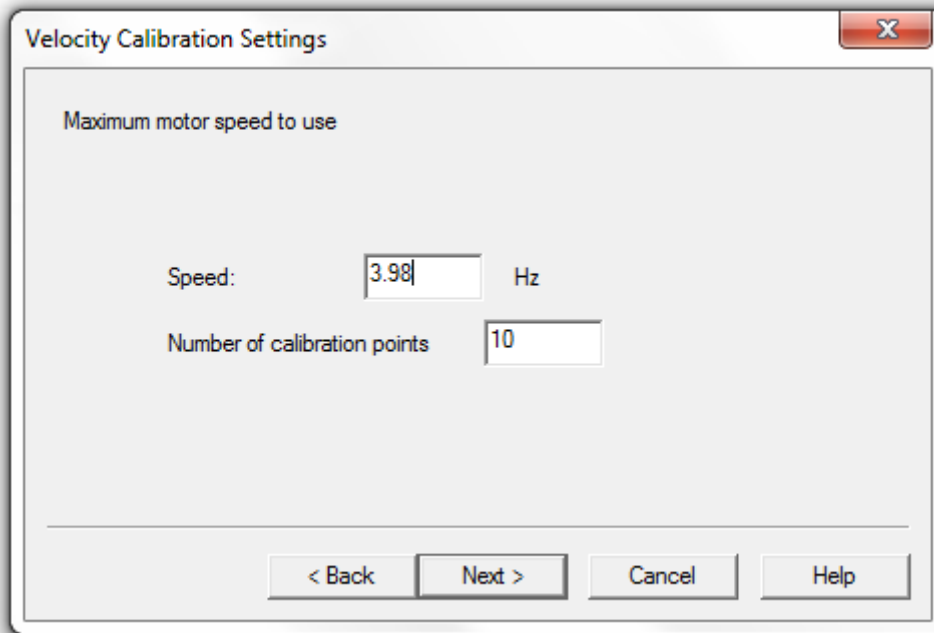 Velocity Calibration Settings
Maximum motor speed to use
Speed: 3.98 Hz
Number of calibration points 10
< Back Next > Cancel Help